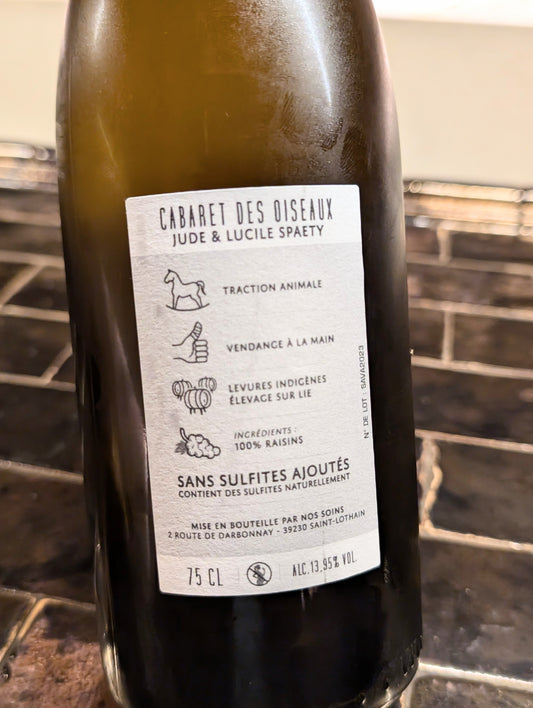 CABARET DES OISEAUX
JUDE & LUCILE SPAETY
TRACTION ANIMALE
VENDANGE À LA MAIN
LEVURES INDIGÈNES
ÉLEVAGE SUR LIE
INGRÉDIENTS :
100% RAISINS
N° DE LOT : SAVA2023
SANS SULFITES AJOUTÉS
CONTIENT DES SULFITES NATURELLEMENT
MISE EN BOUTEILLE PAR NOS SOINS
2 ROUTE DE DARBONNAY - 39230 SAINT-LOTHAIN
75 CL
ALC.13,95% VOL.